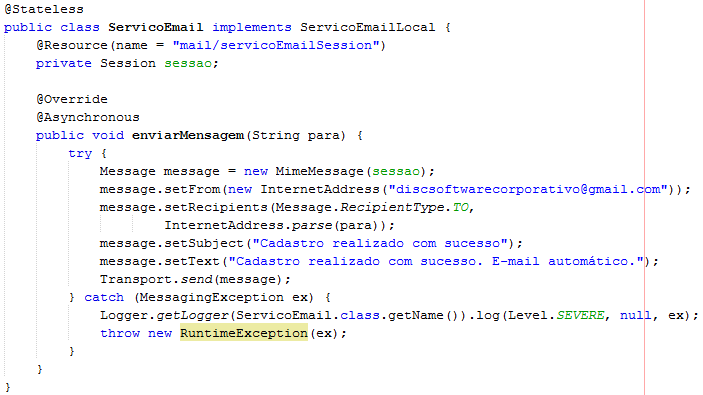 @Stateless
public class ServicoEmail implements ServicoEmailLocal {
@Resource(name = "mail/servicoEmailSession")
private Session sessao;
@Override
@Asynchronous
public void enviarMensagem(String para) {
try {
Message message = new MimeMessage(sessao);
message.setFrom(new InternetAddress("discsoftwarecorporativo@gmail.com"));
message.setRecipients(Message.RecipientType.TO,
InternetAddress.parse(para));
message.setSubject("Cadastro realizado com sucesso");
message.setText("Cadastro realizado com sucesso. E-mail automático.");
Transport.send(message);
} catch (MessagingException ex) {
Logger.getLogger(ServicoEmail.class.getName()).log(Level.SEVERE, null, ex);
throw new RuntimeException(ex);
}
}
}